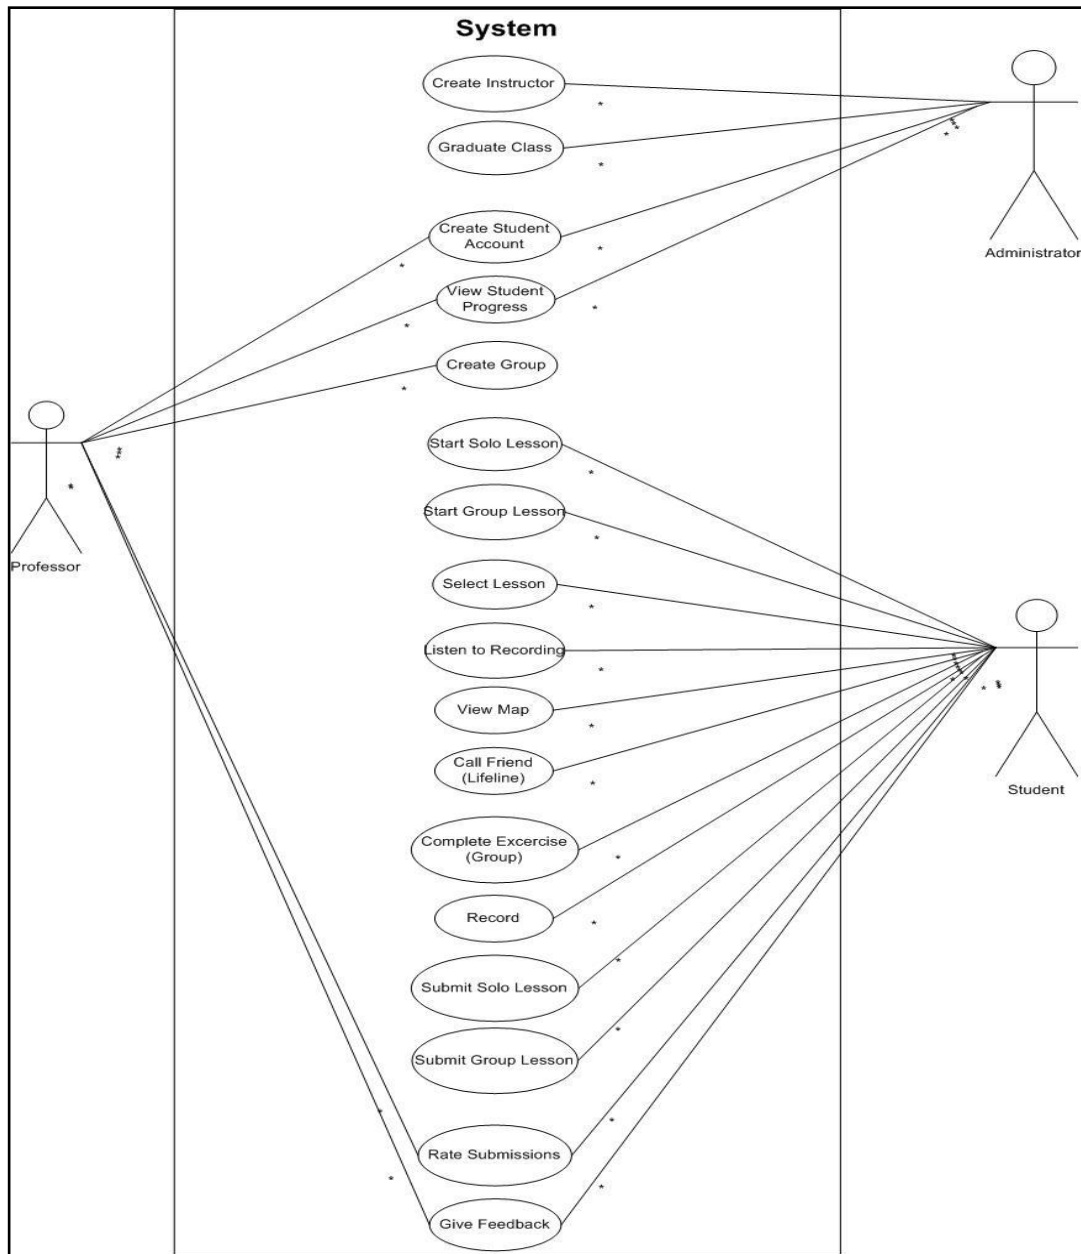 System
Create Instructor
Graduate Class
Create Student
Account
View Student
Progress
Create Group
Start Solo Lesson
Start Group Lesson
Select Lesson
Listen to Recording
View Map
Call Friend
(Lifeline)
Complete Excercise
(Group)
Record
Submit Solo Lesson
Submit Group Lesson
Rate Submissions
Give Feedback
Administrator
Professor
Student